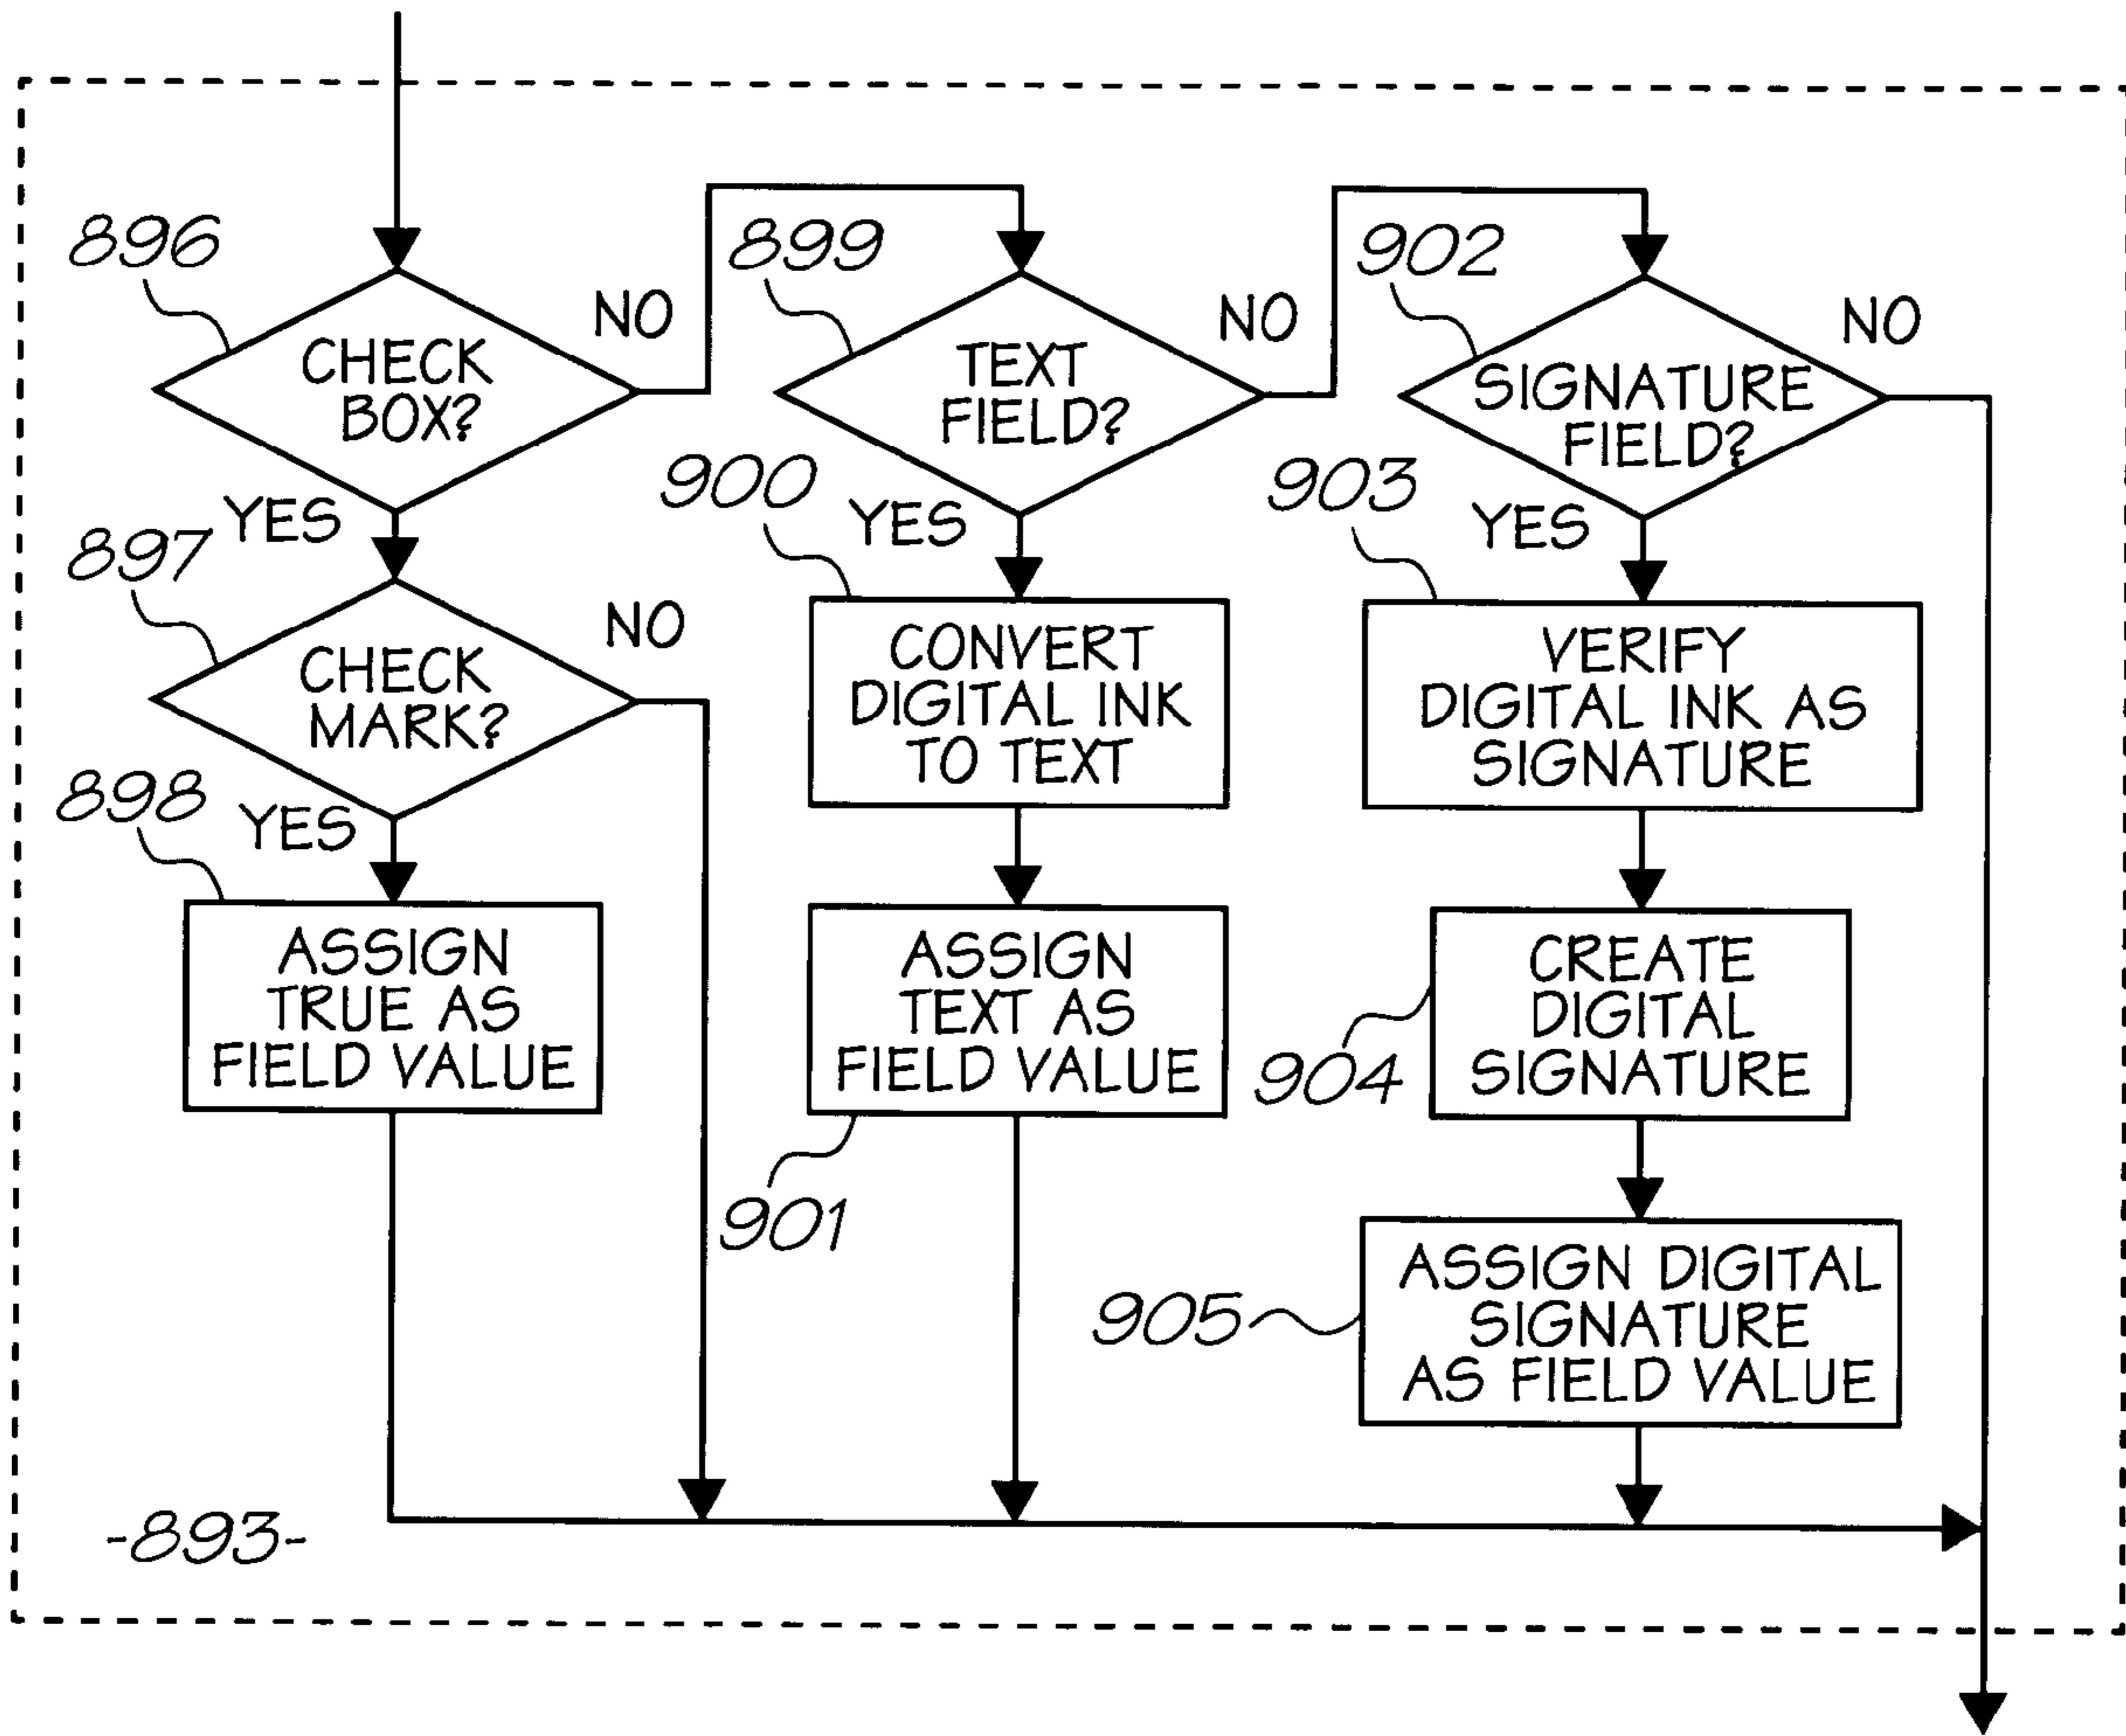 896
CHECK
BOX?
NO
YES
897
CHECK
MARK?
NO
YES
898
ASSIGN
TRUE AS
FIELD VALUE
899
TEXT
FIELD?
NO
YES
900
CONVERT
DIGITAL INK
TO TEXT
ASSIGN
TEXT AS
FIELD VALUE
901
902
SIGNATURE
FIELD?
NO
YES
903
VERIFY
DIGITAL INK AS
SIGNATURE
CREATE
DIGITAL
SIGNATURE
904
ASSIGN DIGITAL
SIGNATURE
AS FIELD VALUE
905
-893-